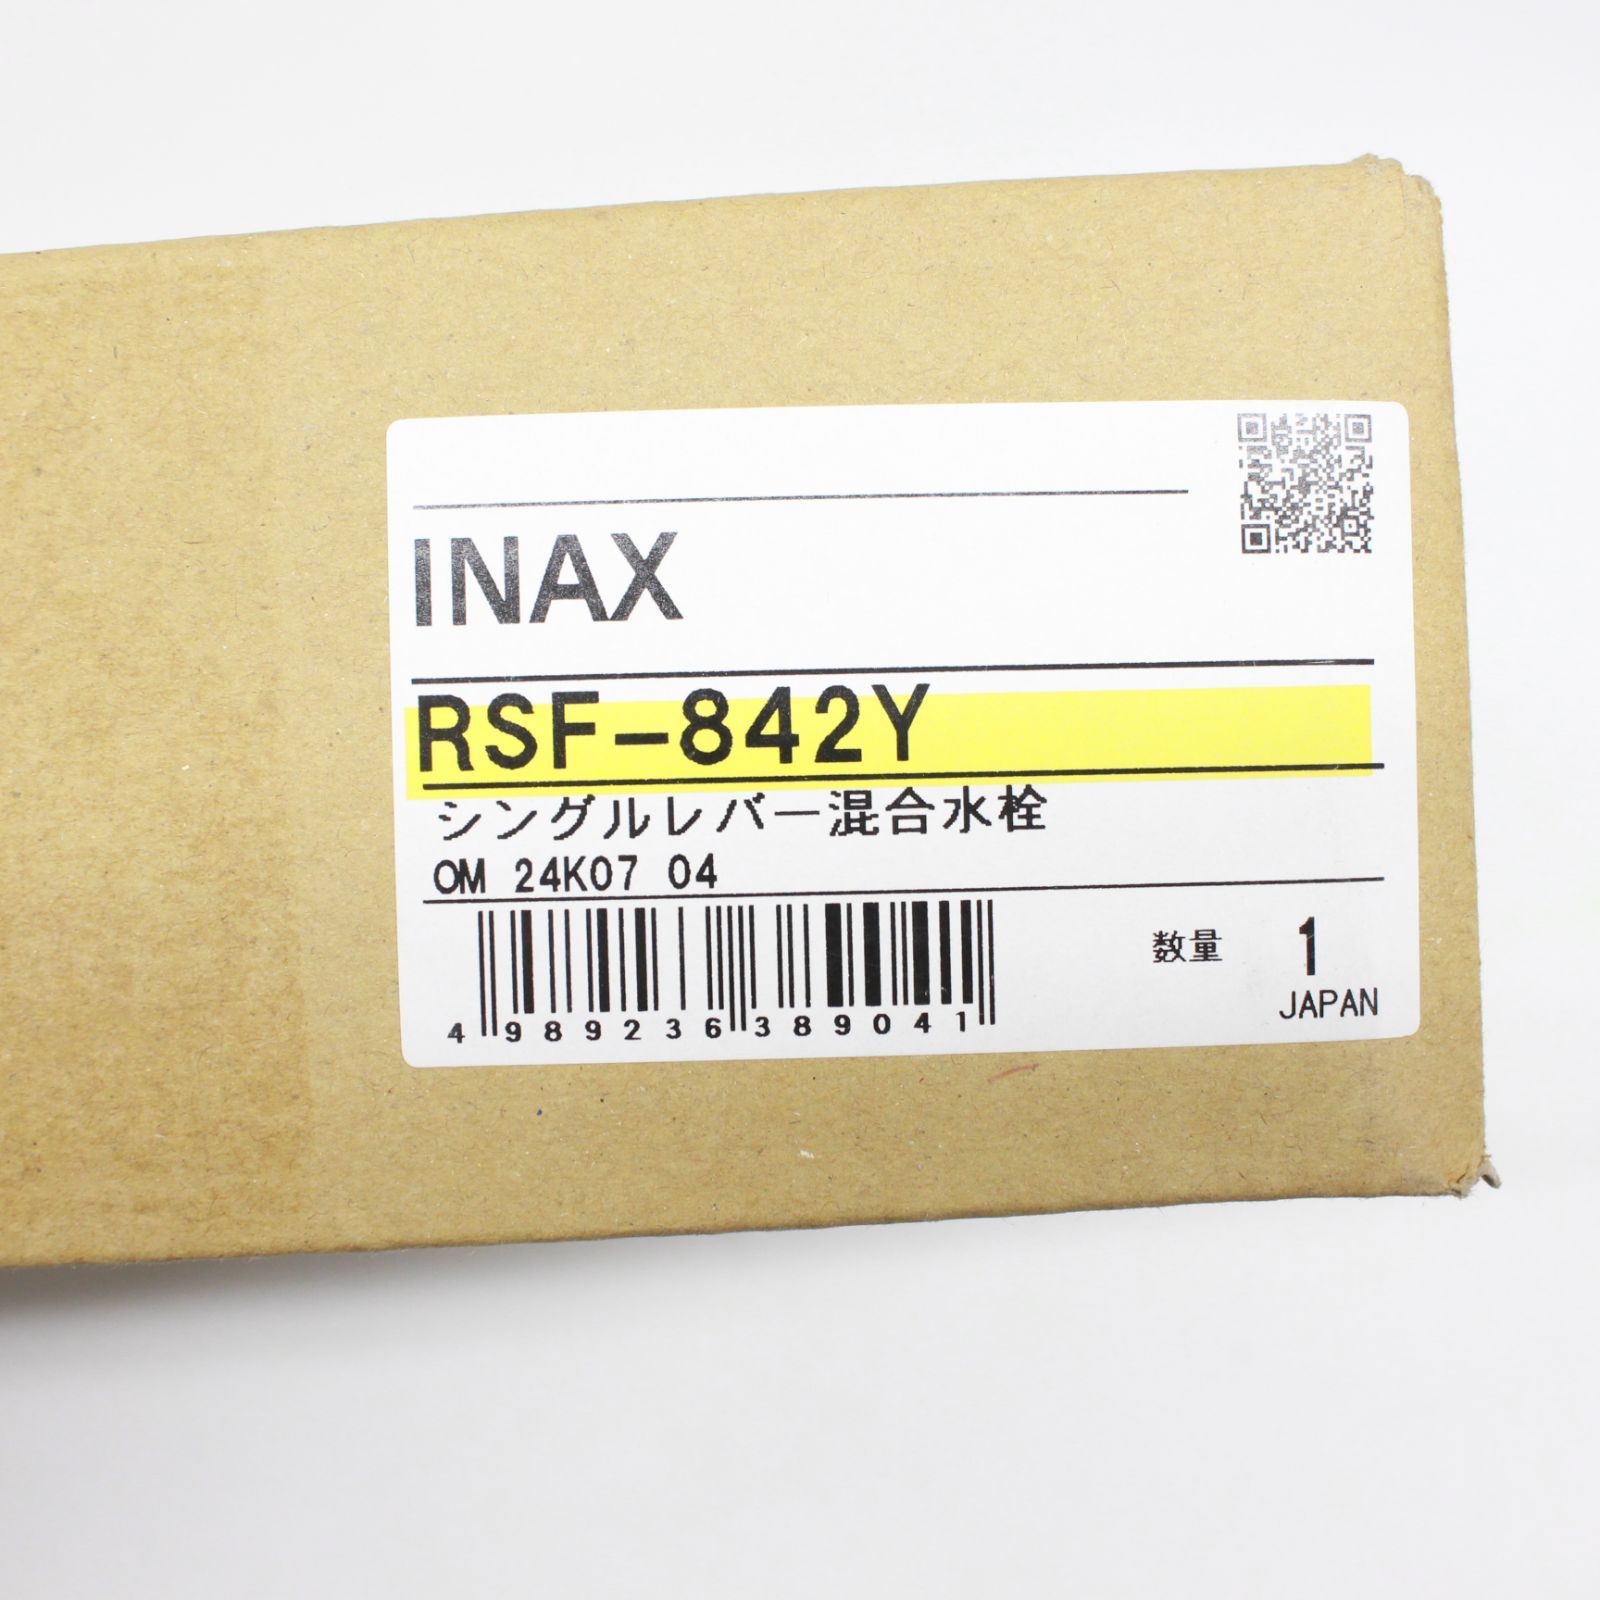 INAX
RSF-842Y
シングルレバー混合水栓
OM 24K07 04
数量 1
JAPAN
4 989236 389041